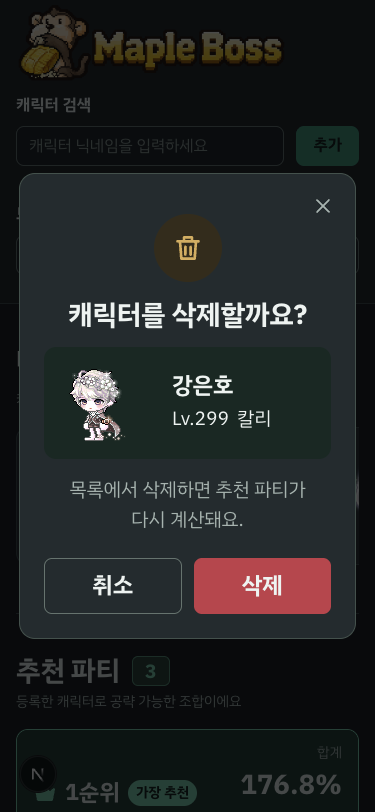 Maple Boss
캐릭터 검색
캐릭터 닉네임을 입력하세요
추가
캐릭터를 삭제할까요?
강은호
Lv.299 칼리
목록에서 삭제하면 추천 파티가
다시 계산돼요.
취소
삭제
추천 파티
3
등록한 캐릭터로 공략 가능한 조합이에요
합계
N
1순위
가장 추천
176.8%